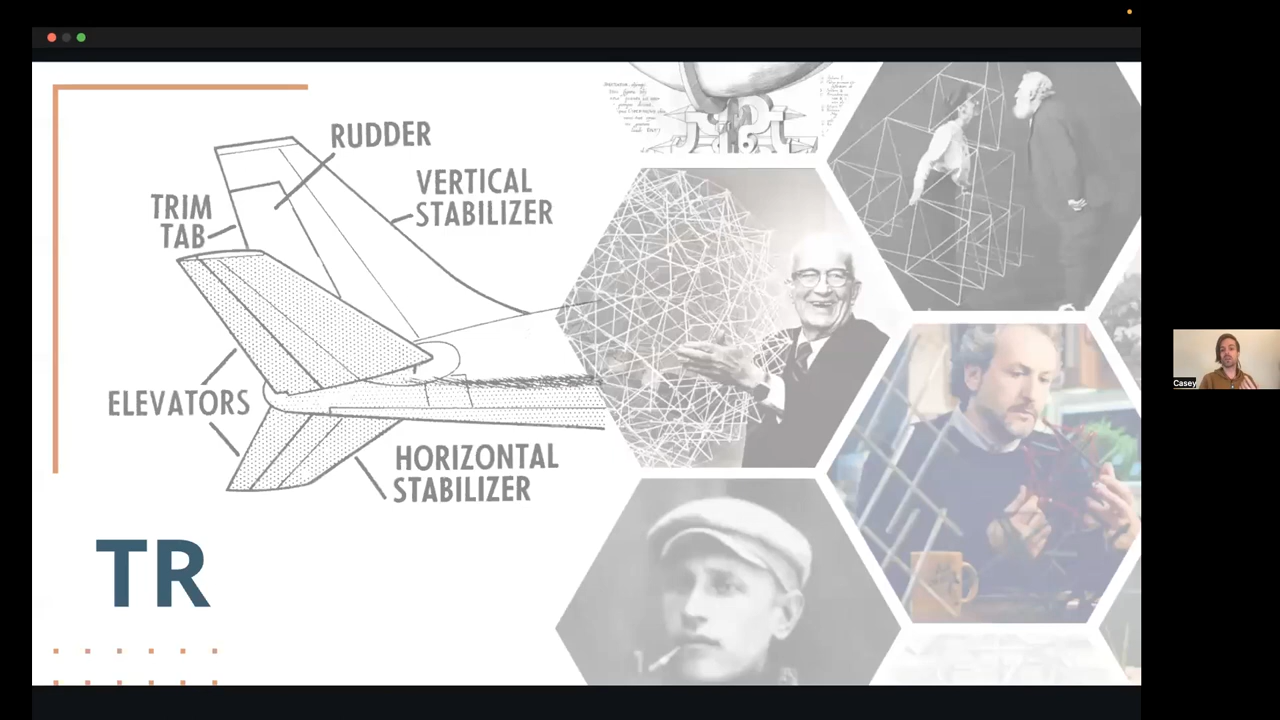 RUDDER
VERTICAL
STABILIZER
TRIM
TAB
ELEVATORS
HORIZONTAL
STABILIZER
TR
Casey